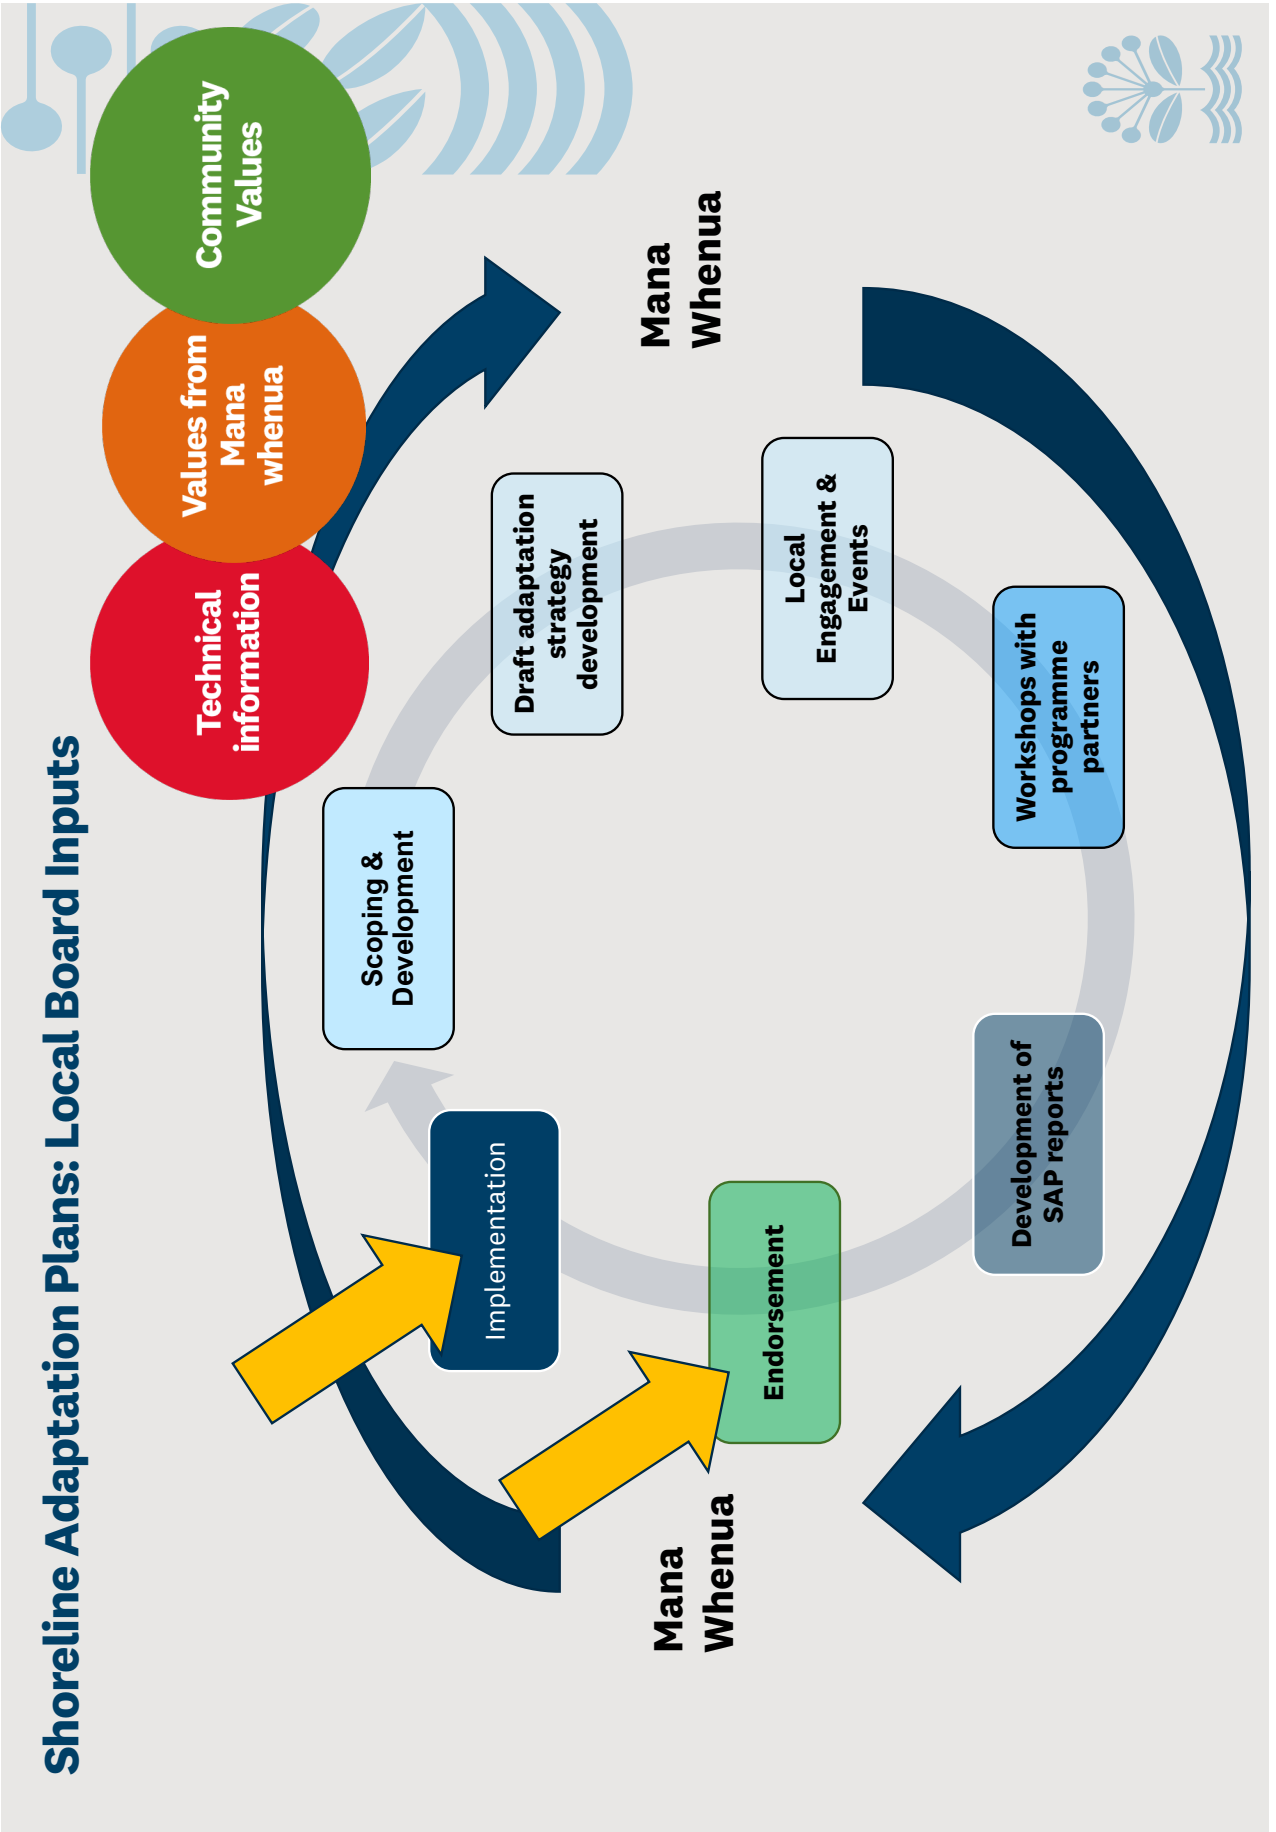 Shoreline Adaptation Plans: Local Board Inputs
Technical
information
Values from
Mana
whenua
Community
Values
Scoping &
Development
Draft adaptation
strategy
development
Local
Engagement &
Events
Workshops with
programme
partners
Development of
SAP reports
Endorsement
Implementation
Mana
Whenua
Mana
Whenua